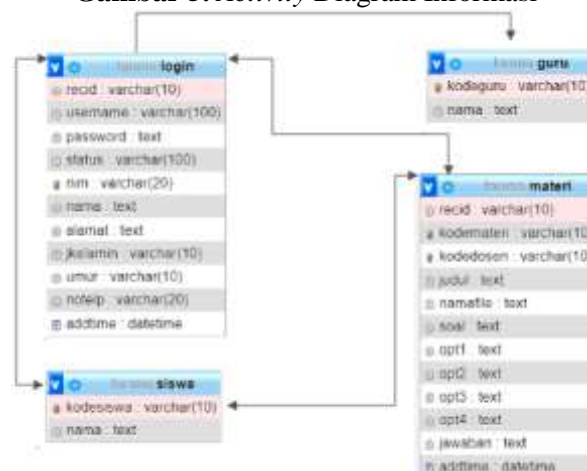 Gambar 3. Activity Diagram Informasi
login
recid : varchar(10)
username : varchar(100)
password : text
status : varchar(100)
nim : varchar(20)
nama : text
alamat : text
jkelamin : varchar(10)
umur : varchar(10)
notelp : varchar(20)
addtime : datetime
guru
kodeguru : varchar(10
nama : text
materi
recid : varchar(10)
kodemateri : varchar(10
kodedosen : varchar(10
judul : text
namafile : text
soal : text
opt1 : text
opt2 : text
opt3 : text
opt4 : text
jawaban : text
addtime : datetime
siswa
kodesiswa : varchar(10)
nama : text